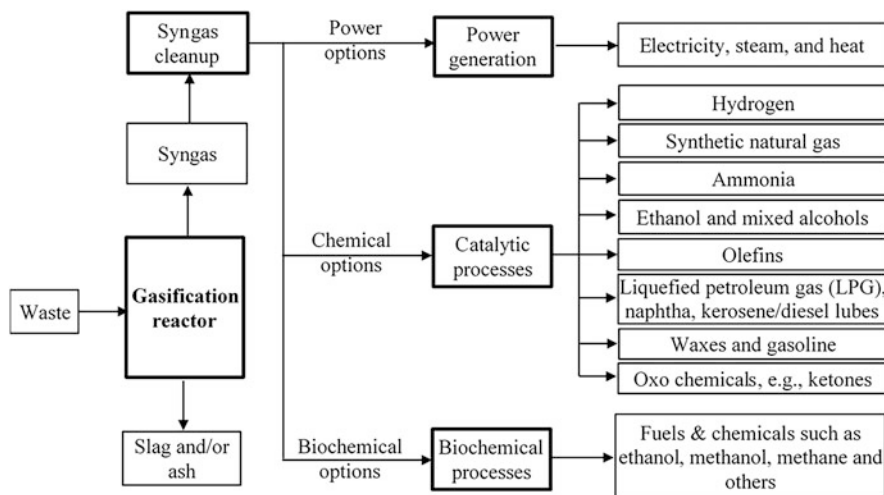 Syngas
cleanup
Power
options
Power
generation
Electricity, steam, and heat
Syngas
Waste
Gasification
reactor
Slag and/or
ash
Chemical
options
Catalytic
processes
Hydrogen
Synthetic natural gas
Ammonia
Ethanol and mixed alcohols
Olefins
Liquefied petroleum gas (LPG),
naphtha, kerosene/diesel lubes
Waxes and gasoline
Oxo chemicals, e.g., ketones
Biochemical
options
Biochemical
processes
Fuels & chemicals such as
ethanol, methanol, methane and
others